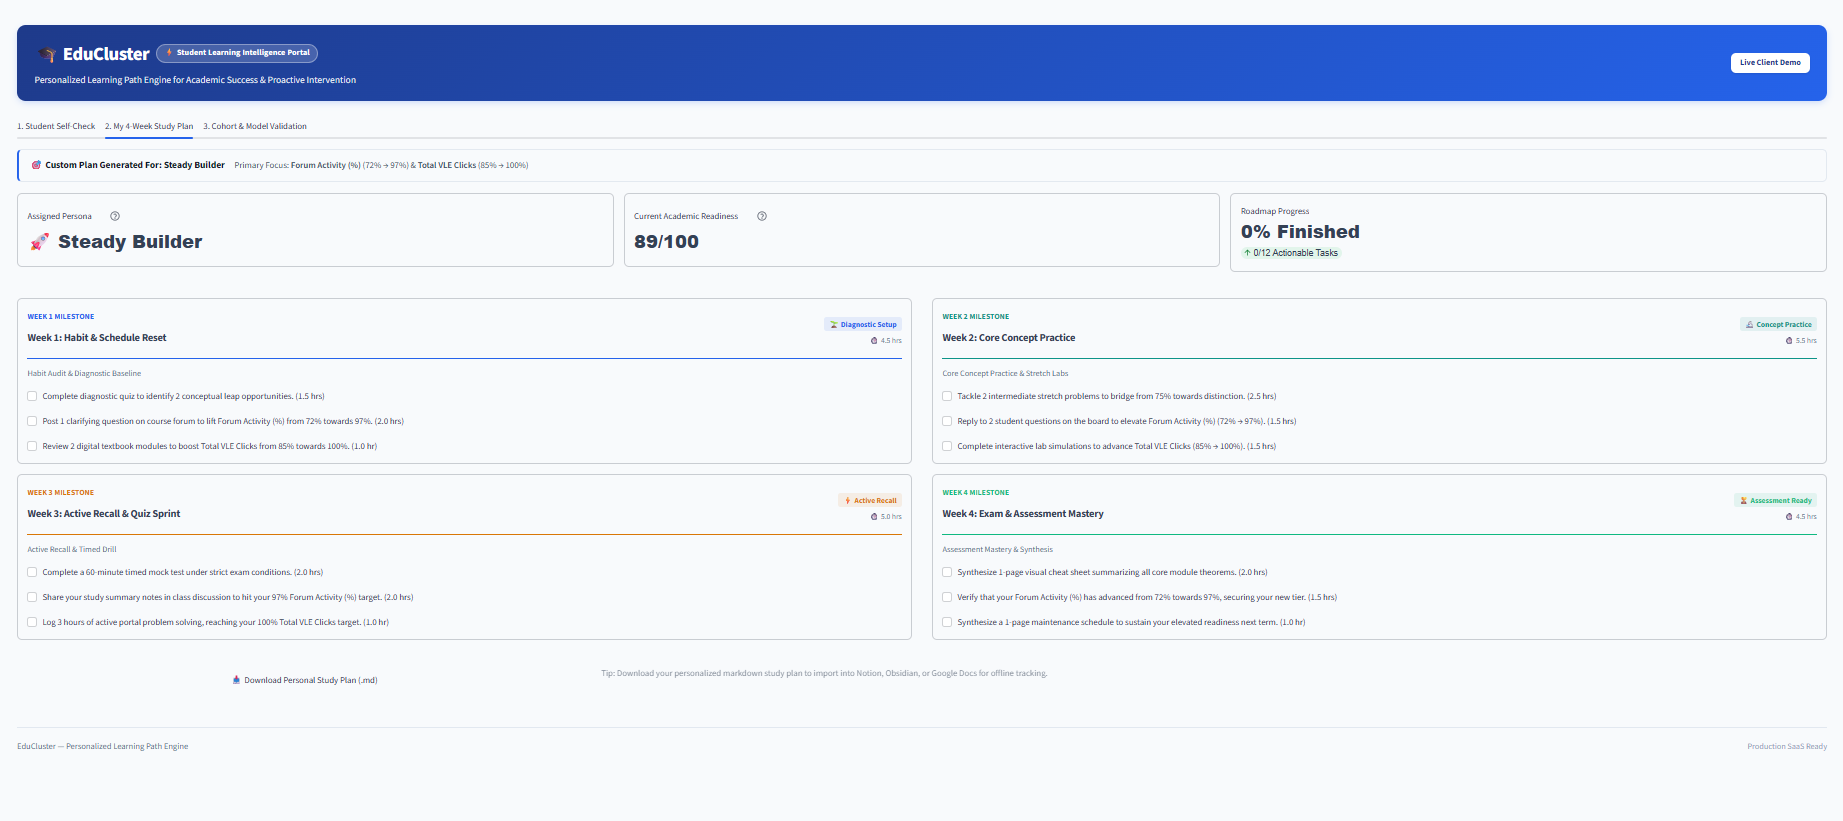 EduCluster
Student Learning Intelligence Portal
Personalized Learning Path Engine for Academic Success & Proactive Intervention
Live Client Demo
1. Student Self-Check
2. My 4-Week Study Plan
3. Cohort & Model Validation
Custom Plan Generated For: Steady Builder
Primary Focus: Forum Activity (%) (72% → 97%) & Total VLE Clicks (85% → 100%)
Assigned Persona
Steady Builder
Current Academic Readiness
89/100
Roadmap Progress
0% Finished
↑ 0/12 Actionable Tasks
WEEK 1 MILESTONE
Week 1: Habit & Schedule Reset
Diagnostic Setup
4.5 hrs
Habit Audit & Diagnostic Baseline
Complete diagnostic quiz to identify 2 conceptual leap opportunities. (1.5 hrs)
Post 1 clarifying question on course forum to lift Forum Activity (%) from 72% towards 97%. (2.0 hrs)
Review 2 digital textbook modules to boost Total VLE Clicks from 85% towards 100%. (1.0 hr)
WEEK 2 MILESTONE
Week 2: Core Concept Practice
Concept Practice
5.5 hrs
Core Concept Practice & Stretch Labs
Tackle 2 intermediate stretch problems to bridge from 75% towards distinction. (2.5 hrs)
Reply to 2 student questions on the board to elevate Forum Activity (%) (72% → 97%). (1.5 hrs)
Complete interactive lab simulations to advance Total VLE Clicks (85% → 100%). (1.5 hrs)
WEEK 3 MILESTONE
Week 3: Active Recall & Quiz Sprint
Active Recall
5.0 hrs
Active Recall & Timed Drill
Complete a 60-minute timed mock test under strict exam conditions. (2.0 hrs)
Share your study summary notes in class discussion to hit your 97% Forum Activity (%) target. (2.0 hrs)
Log 3 hours of active portal problem solving, reaching your 100% Total VLE Clicks target. (1.0 hr)
WEEK 4 MILESTONE
Week 4: Exam & Assessment Mastery
Assessment Ready
4.5 hrs
Assessment Mastery & Synthesis
Synthesize 1-page visual cheat sheet summarizing all core module theorems. (2.0 hrs)
Verify that your Forum Activity (%) has advanced from 72% towards 97%, securing your new tier. (1.5 hrs)
Synthesize a 1-page maintenance schedule to sustain your elevated readiness next term. (1.0 hr)
Download Personal Study Plan (.md)
Tip: Download your personalized markdown study plan to import into Notion, Obsidian, or Google Docs for offline tracking.
EduCluster — Personalized Learning Path Engine
Production SaaS Ready